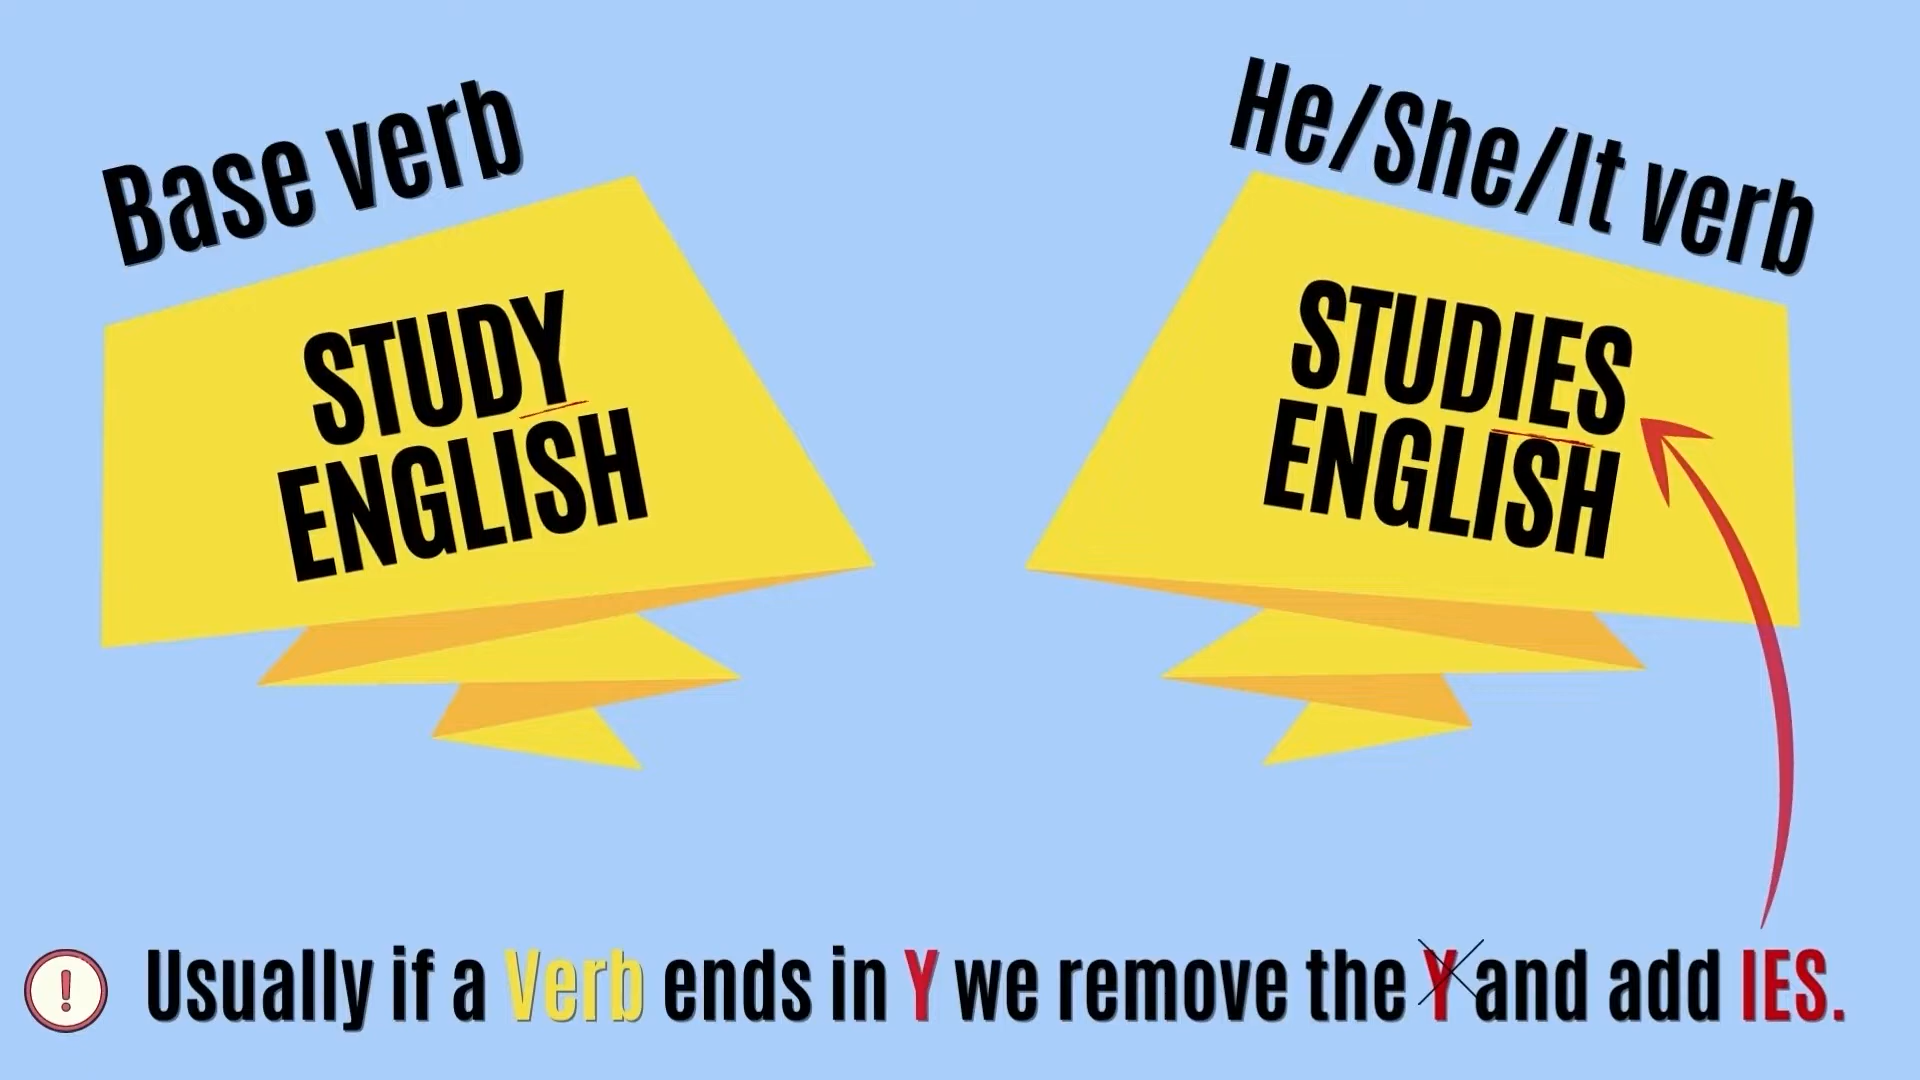 Base verb
STUDY
ENGLISH
He/She/It verb
STUDIES
ENGLISH
! Usually if a Verb ends in Y we remove the Y and add IES.